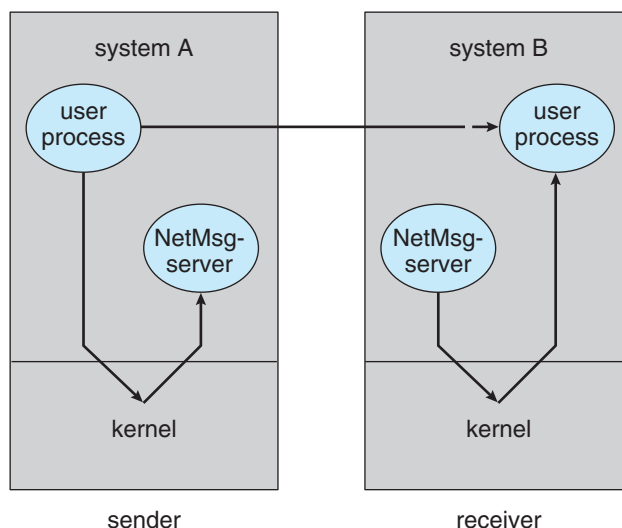 system A
system B
user
process
user
process
NetMsg-
server
NetMsg-
server
kernel
kernel
sender
receiver